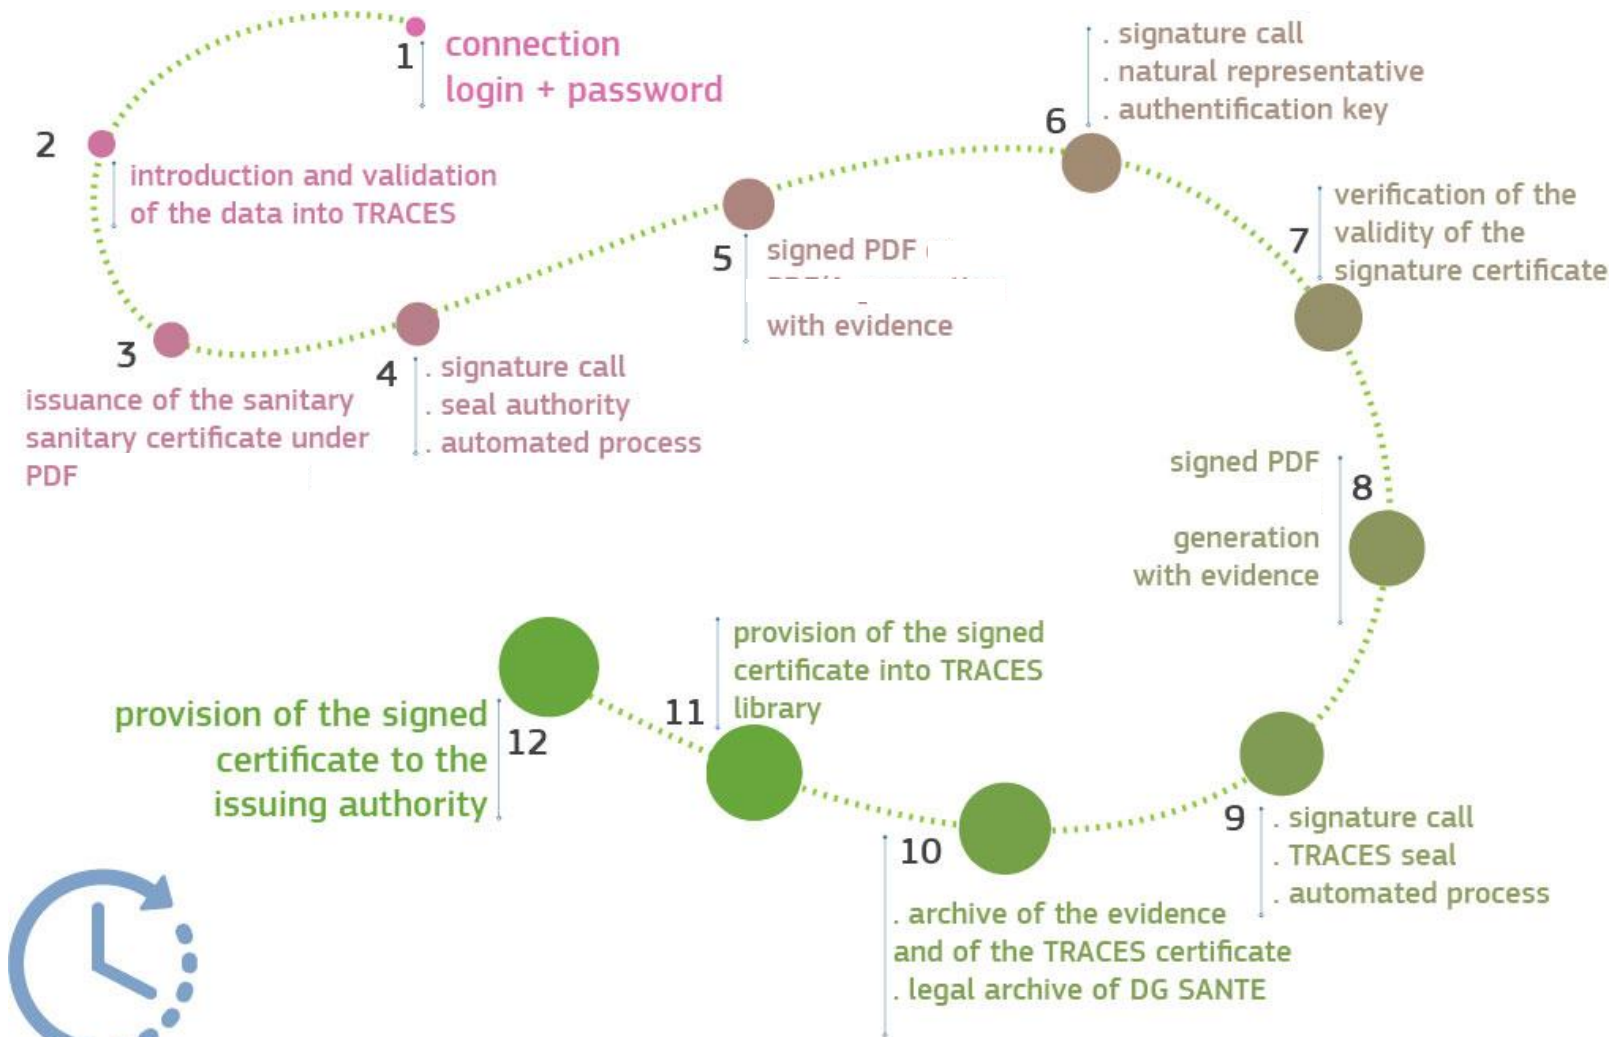 1
connection
login + password
2
introduction and validation
of the data into TRACES
3
issuance of the sanitary
sanitary certificate under
PDF
4
. signature call
. seal authority
. automated process
5
signed PDF
with evidence
6
. signature call
. natural representative
. authentification key
7
verification of the
validity of the
signature certificate
8
signed PDF
generation
with evidence
9
. signature call
. TRACES seal
. automated process
10
. archive of the evidence
and of the TRACES certificate
. legal archive of DG SANTE
11
provision of the signed
certificate into TRACES
library
12
provision of the signed
certificate to the
issuing authority